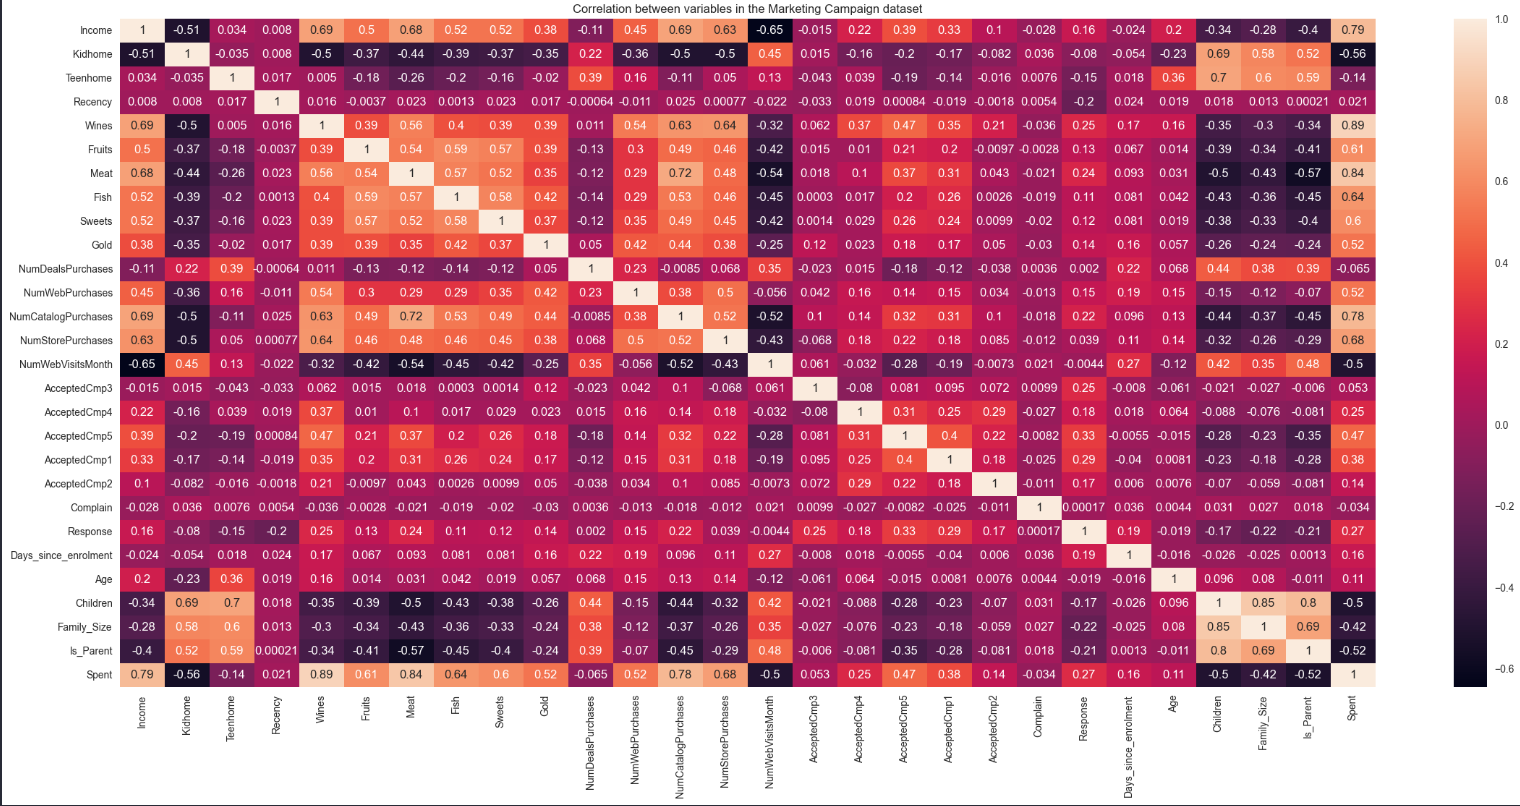 Correlation between variables in the Marketing Campaign dataset
Income 1 -0.51 0.034 0.008 0.69 0.5 0.68 0.52 0.52 0.38 -0.11 0.45 0.69 0.63 -0.65 -0.015 0.22 0.39 0.33 0.1 -0.028 0.16 -0.024 0.2 -0.34 -0.28 -0.4 0.79
Kidhome -0.51 1 -0.035 0.008 -0.5 -0.37 -0.44 -0.39 -0.37 -0.35 0.22 -0.36 -0.5 -0.5 0.45 0.015 -0.16 -0.2 -0.17 -0.082 0.036 -0.08 -0.054 -0.23 0.69 0.58 0.52 -0.56
Teenhome 0.034 -0.035 1 0.017 0.005 -0.18 -0.26 -0.2 -0.16 -0.02 0.39 0.16 -0.11 0.05 0.13 -0.043 0.039 -0.19 -0.14 -0.016 0.0076 -0.15 0.018 0.36 0.7 0.6 0.59 -0.14
Recency 0.008 0.008 0.017 1 0.016 -0.0037 0.023 0.0013 0.023 0.017 -0.00064 -0.011 0.025 0.00077 -0.022 -0.033 0.019 0.00084 -0.019 -0.0018 0.0054 -0.2 0.024 0.019 0.018 0.013 0.00021 0.021
Wines 0.69 -0.5 0.005 0.016 1 0.39 0.56 0.4 0.39 0.39 0.011 0.54 0.63 0.64 -0.32 0.062 0.37 0.47 0.35 0.21 -0.036 0.25 0.17 0.16 -0.35 -0.3 -0.34 0.89
Fruits 0.5 -0.37 -0.18 -0.0037 0.39 1 0.54 0.59 0.57 0.39 -0.13 0.3 0.49 0.46 -0.42 0.015 0.01 0.21 0.2 -0.0097 -0.0028 0.13 0.067 0.014 -0.39 -0.34 -0.41 0.61
Meat 0.68 -0.44 -0.26 0.023 0.56 0.54 1 0.57 0.52 0.35 -0.12 0.29 0.72 0.48 -0.54 0.018 0.1 0.37 0.31 0.043 -0.021 0.24 0.093 0.031 -0.5 -0.43 -0.57 0.84
Fish 0.52 -0.39 -0.2 0.0013 0.4 0.59 0.57 1 0.58 0.42 -0.14 0.29 0.53 0.46 -0.45 0.0003 0.017 0.2 0.26 0.0026 -0.019 0.11 0.081 0.042 -0.43 -0.36 -0.45 0.64
Sweets 0.52 -0.37 -0.16 0.023 0.39 0.57 0.52 0.58 1 0.37 -0.12 0.35 0.49 0.45 -0.42 0.0014 0.029 0.26 0.24 0.0099 -0.02 0.12 0.081 0.019 -0.38 -0.33 -0.4 0.6
Gold 0.38 -0.35 -0.02 0.017 0.39 0.39 0.35 0.42 0.37 1 0.05 0.42 0.44 0.38 -0.25 0.12 0.023 0.18 0.17 0.05 -0.03 0.14 0.16 0.057 -0.26 -0.24 -0.24 0.52
NumDealsPurchases -0.11 0.22 0.39 -0.00064 0.011 -0.13 -0.12 -0.14 -0.12 0.05 1 0.23 -0.0085 0.068 0.35 -0.023 0.015 -0.18 -0.12 -0.038 0.0036 0.002 0.22 0.068 0.44 0.38 0.39 -0.065
NumWebPurchases 0.45 -0.36 0.16 -0.011 0.54 0.3 0.29 0.29 0.35 0.42 0.23 1 0.38 0.5 -0.056 0.042 0.16 0.14 0.15 0.034 -0.013 0.15 0.19 0.15 -0.15 -0.12 -0.07 0.52
NumCatalogPurchases 0.69 -0.5 -0.11 0.025 0.63 0.49 0.72 0.53 0.49 0.44 -0.0085 0.38 1 0.52 -0.52 0.1 0.14 0.32 0.31 0.1 -0.018 0.22 0.096 0.13 -0.44 -0.37 -0.45 0.78
NumStorePurchases 0.63 -0.5 0.05 0.00077 0.64 0.46 0.48 0.46 0.45 0.38 0.068 0.5 0.52 1 -0.43 -0.068 0.18 0.22 0.18 0.085 -0.012 0.039 0.11 0.14 -0.32 -0.26 -0.29 0.68
NumWebVisitsMonth -0.65 0.45 0.13 -0.022 -0.32 -0.42 -0.54 -0.45 -0.42 -0.25 0.35 -0.056 -0.52 -0.43 1 0.061 -0.032 -0.28 -0.19 -0.0073 0.021 -0.0044 0.27 -0.12 0.42 0.35 0.48 -0.5
AcceptedCmp3 -0.015 0.015 -0.043 -0.033 0.062 0.015 0.018 0.0003 0.0014 0.12 -0.023 0.042 0.1 -0.068 0.061 1 -0.08 0.081 0.095 0.072 0.0099 0.25 -0.008 -0.061 -0.021 -0.027 -0.006 0.053
AcceptedCmp4 0.22 -0.16 0.039 0.019 0.37 0.01 0.1 0.017 0.029 0.023 0.015 0.16 0.14 0.18 -0.032 -0.08 1 0.31 0.25 0.29 -0.027 0.18 0.018 0.064 -0.088 -0.076 -0.081 0.25
AcceptedCmp5 0.39 -0.2 -0.19 0.00084 0.47 0.21 0.37 0.2 0.26 0.18 -0.18 0.14 0.32 0.22 -0.28 0.081 0.31 1 0.4 0.22 -0.0082 0.33 -0.0055 -0.015 -0.28 -0.23 -0.35 0.47
AcceptedCmp1 0.33 -0.17 -0.14 -0.019 0.35 0.2 0.31 0.26 0.24 0.17 -0.12 0.15 0.31 0.18 -0.19 0.095 0.25 0.4 1 0.18 -0.025 0.29 -0.04 0.0081 -0.23 -0.18 -0.28 0.38
AcceptedCmp2 0.1 -0.082 -0.016 -0.0018 0.21 -0.0097 0.043 0.0026 0.0099 0.05 -0.038 0.034 0.1 0.085 -0.0073 0.072 0.29 0.22 0.18 1 -0.011 0.17 0.006 0.0076 -0.07 -0.059 -0.081 0.14
Complain -0.028 0.036 0.0076 0.0054 -0.036 -0.0028 -0.021 -0.019 -0.02 -0.03 0.0036 -0.013 -0.018 -0.012 0.021 0.0099 -0.027 -0.0082 -0.025 -0.011 1 0.00017 0.036 0.0044 0.031 0.027 0.018 -0.034
Response 0.16 -0.08 -0.15 -0.2 0.25 0.13 0.24 0.11 0.12 0.14 0.002 0.15 0.22 0.039 -0.0044 0.25 0.18 0.33 0.29 0.17 0.00017 1 0.19 -0.019 -0.17 -0.22 -0.21 0.27
Days_since_enrolment -0.024 -0.054 0.018 0.024 0.17 0.067 0.093 0.081 0.081 0.16 0.22 0.19 0.096 0.11 0.27 -0.008 0.018 -0.0055 -0.04 0.006 0.036 0.19 1 -0.016 -0.026 -0.025 0.0013 0.16
Age 0.2 -0.23 0.36 0.019 0.16 0.014 0.031 0.042 0.019 0.057 0.068 0.15 0.13 0.14 -0.12 -0.061 0.064 -0.015 0.0081 0.0076 0.0044 -0.019 -0.016 1 0.096 0.08 -0.011 0.11
Children -0.34 0.69 0.7 0.018 -0.35 -0.39 -0.5 -0.43 -0.38 -0.26 0.44 -0.15 -0.44 -0.32 0.42 -0.021 -0.088 -0.28 -0.23 -0.07 0.031 -0.17 -0.026 0.096 1 0.85 0.8 -0.5
Family_Size -0.28 0.58 0.6 0.013 -0.3 -0.34 -0.43 -0.36 -0.33 -0.24 0.38 -0.12 -0.37 -0.26 0.35 -0.027 -0.076 -0.23 -0.18 -0.059 0.027 -0.22 -0.025 0.08 0.85 1 0.69 -0.42
Is_Parent -0.4 0.52 0.59 0.00021 -0.34 -0.41 -0.57 -0.45 -0.4 -0.24 0.39 -0.07 -0.45 -0.29 0.48 -0.006 -0.081 -0.35 -0.28 -0.081 0.018 -0.21 0.0013 -0.011 0.8 0.69 1 -0.52
Spent 0.79 -0.56 -0.14 0.021 0.89 0.61 0.84 0.64 0.6 0.52 -0.065 0.52 0.78 0.68 -0.5 0.053 0.25 0.47 0.38 0.14 -0.034 0.27 0.16 0.11 -0.5 -0.42 -0.52 1
Income Kidhome Teenhome Recency Wines Fruits Meat Fish Sweets Gold NumDealsPurchases NumWebPurchases NumCatalogPurchases NumStorePurchases NumWebVisitsMonth AcceptedCmp3 AcceptedCmp4 AcceptedCmp5 AcceptedCmp1 AcceptedCmp2 Complain Response Days_since_enrolment Age Children Family_Size Is_Parent Spent
1.0
0.8
0.6
0.4
0.2
0.0
−0.2
−0.4
−0.6